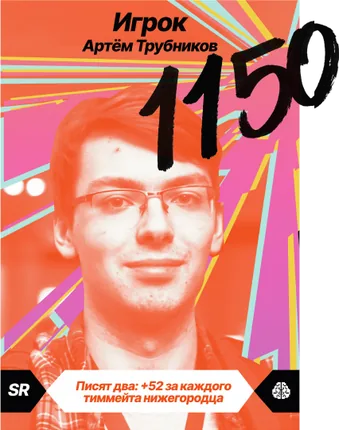 Игрок
Артём Трубников
1150
SR
Писят два: +52 за каждого
тиммейта нижегородца